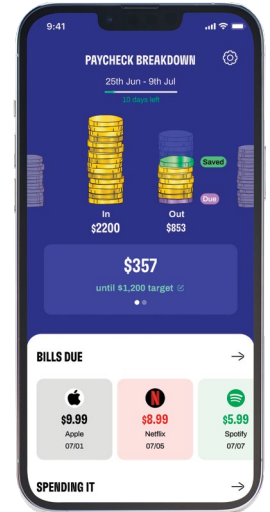 9:41
PAYCHECK BREAKDOWN
25th Jun - 9th Jul
10 days left
Saved
Due
In
Out
$2200
$853
$357
until $1,200 target
BILLS DUE
N
$9.99
$8.99
$5.99
Apple
Netflix
Spotify
07/01
07/05
07/07
SPENDING IT